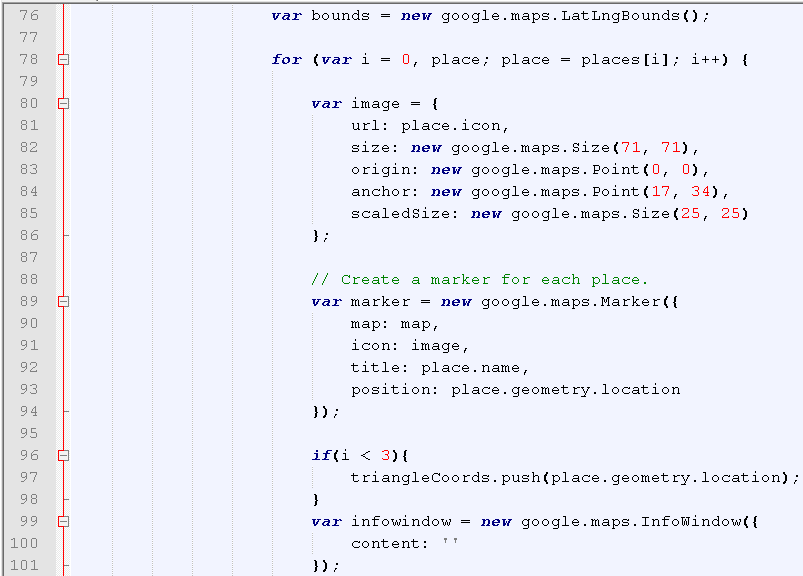 76 var bounds = new google.maps.LatLngBounds();
77
78 for (var i = 0, place; place = places[i]; i++) {
79
80 var image = {
81 url: place.icon,
82 size: new google.maps.Size(71, 71),
83 origin: new google.maps.Point(0, 0),
84 anchor: new google.maps.Point(17, 34),
85 scaledSize: new google.maps.Size(25, 25)
86 };
87
88 // Create a marker for each place.
89 var marker = new google.maps.Marker({
90 map: map,
91 icon: image,
92 title: place.name,
93 position: place.geometry.location
94 });
95
96 if(i < 3){
97 triangleCoords.push(place.geometry.location);
98 }
99 var infowindow = new google.maps.InfoWindow({
100 content: ''
101 });